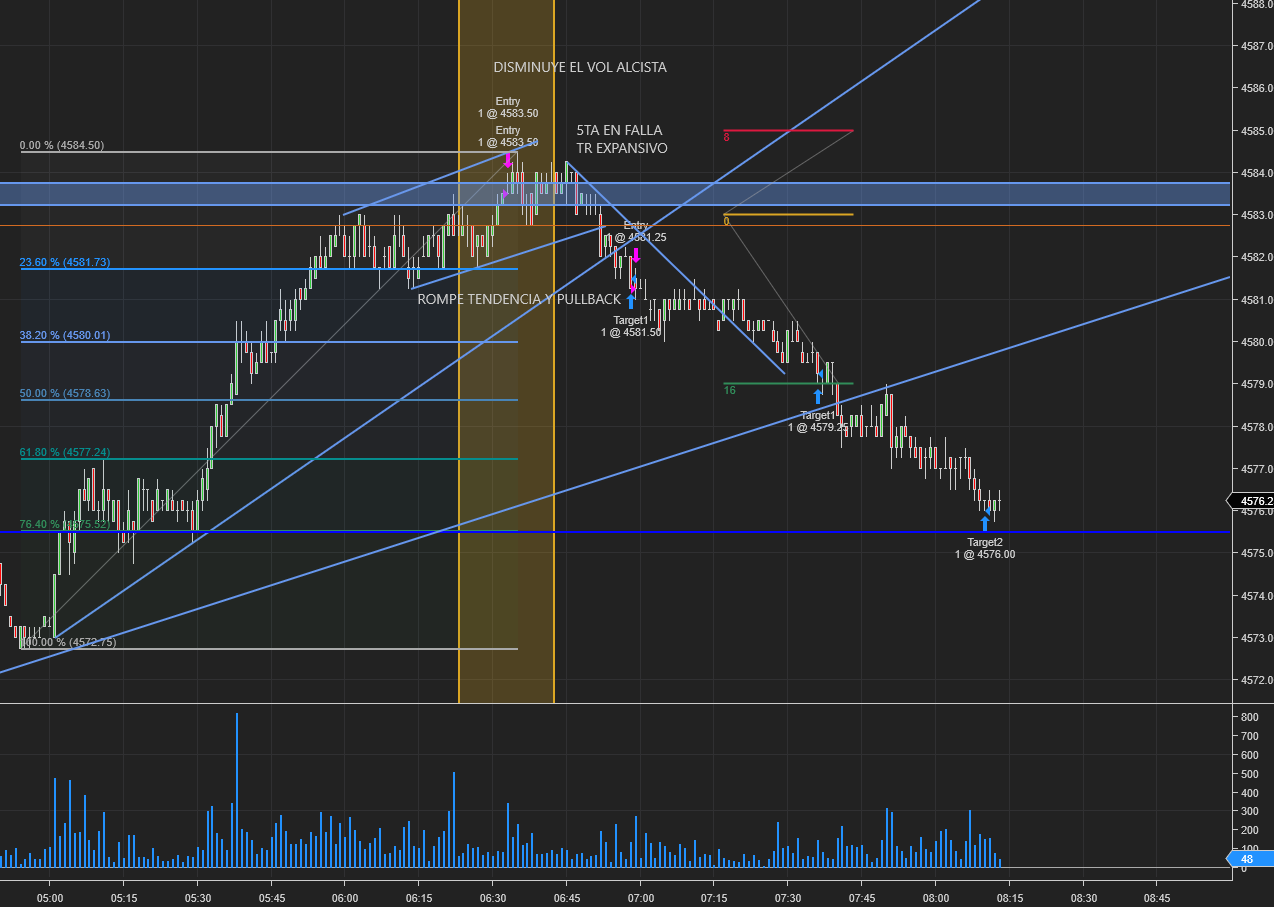 4588.0
DISMINUYE EL VOL ALCISTA
4587.0
4586.0
Entry
1 @ 4583.50
Entry
1 @ 4583.50
5TA EN FALLA
TR EXPANSIVO
8
4585.0
0.00 % (4584.50)
4584.0
0
4583.0
Entry
1 @ 4581.25
23.60 % (4581.73)
4582.0
ROMPE TENDENCIA Y PULLBACK
4581.0
Target1
1 @ 4581.50
38.20 % (4580.01)
4580.0
50.00 % (4578.63)
16
4579.0
Target1
1 @ 4579.25
4578.0
61.80 % (4577.24)
4577.0
4576.2
4576.0
76.40 % (4575.52)
Target2
1 @ 4576.00
4575.0
4574.0
100.00 % (4572.75)
4573.0
4572.0
800
700
600
500
400
300
200
100
48
0
05:00 05:15 05:30 05:45 06:00 06:15 06:30 06:45 07:00 07:15 07:30 07:45 08:00 08:15 08:30 08:45